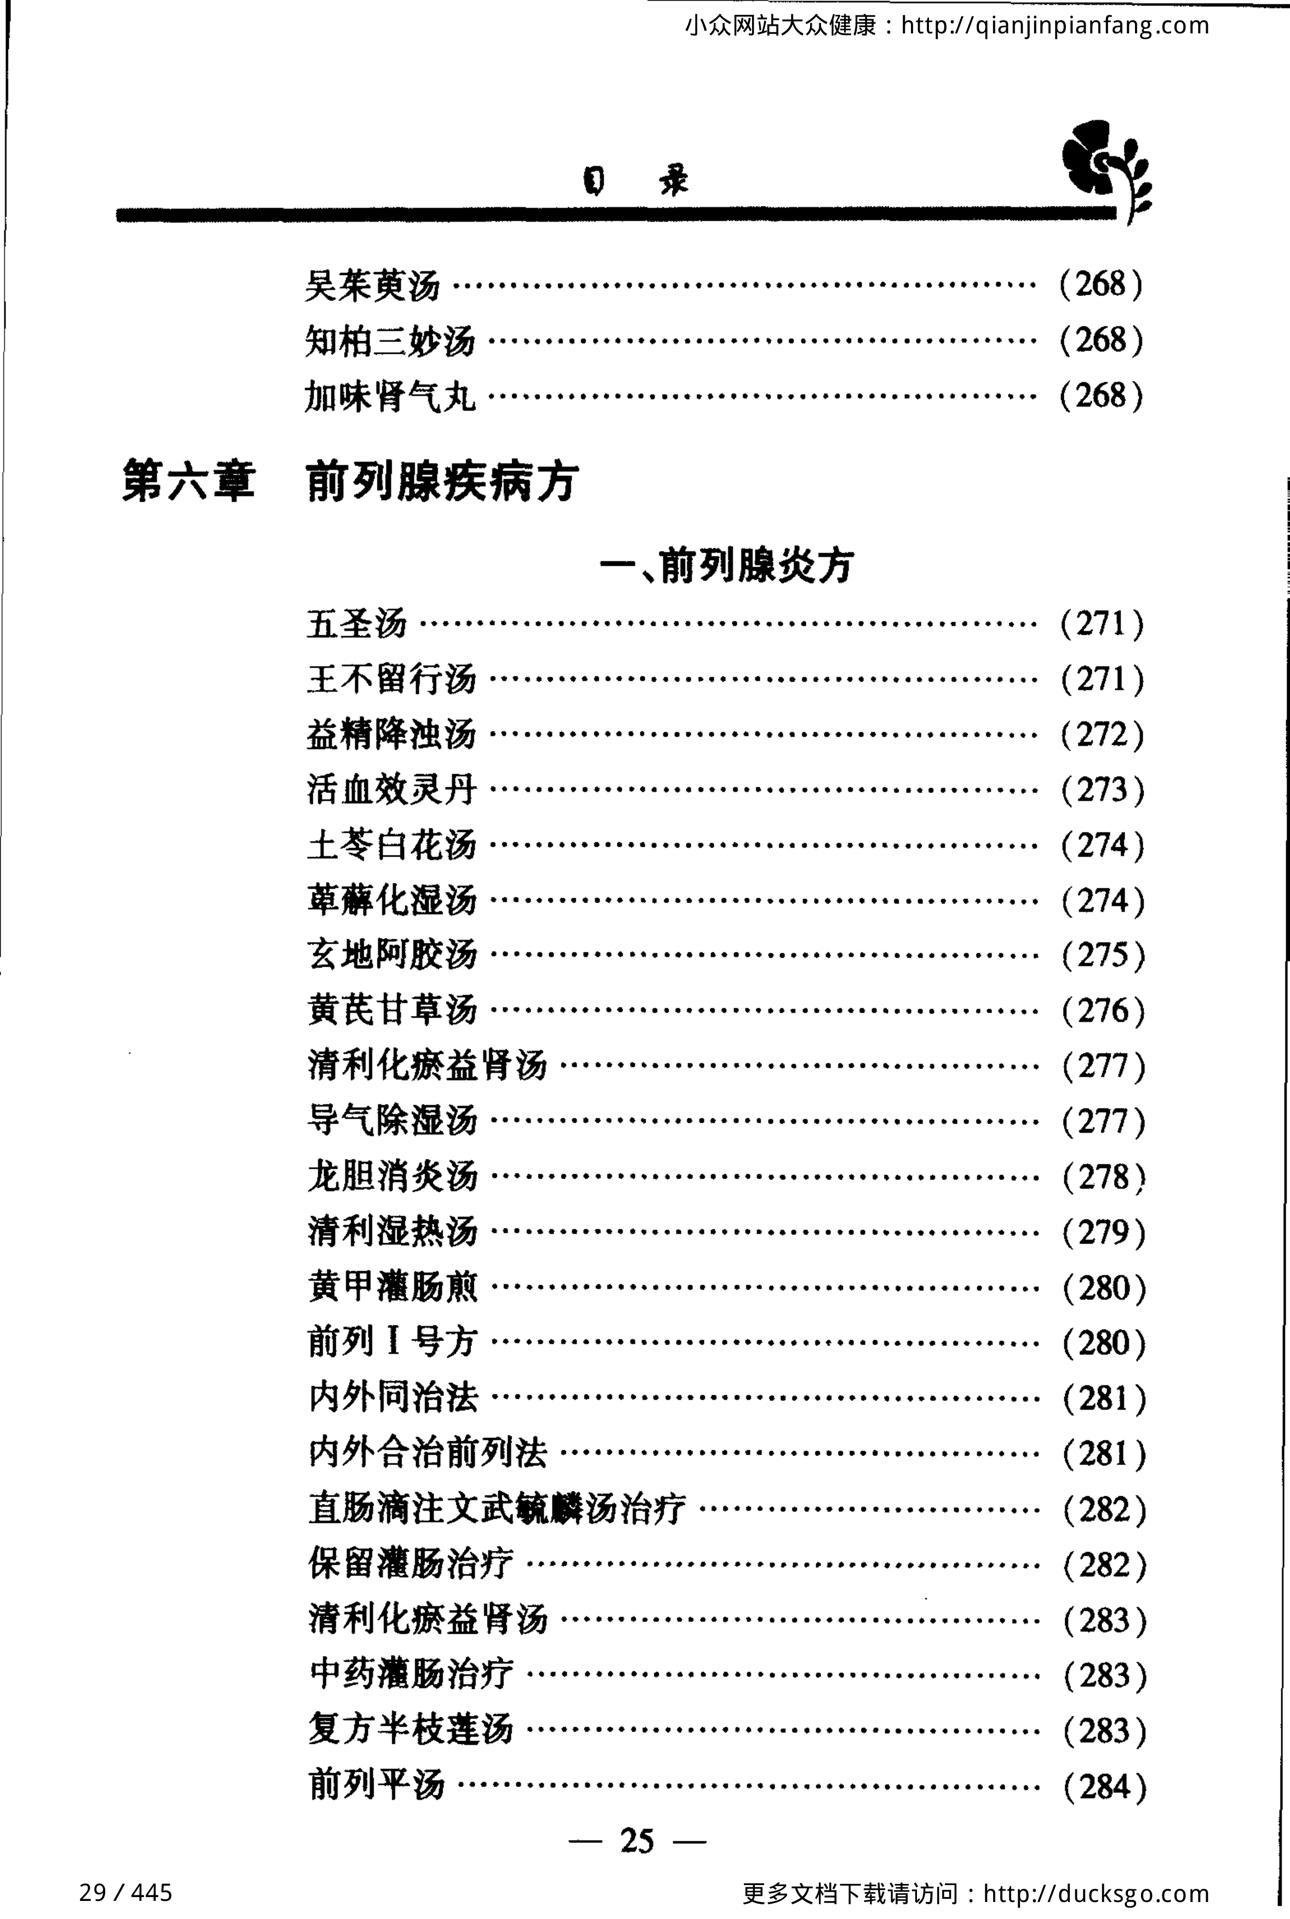 小众网站大众健康：http://qianjinpianfang.com
目 录
吴茱萸汤 …………………………………………… (268)
知柏三妙汤 ………………………………………… (268)
加味肾气丸 ………………………………………… (268)
第六章 前列腺疾病方
一、前列腺炎方
五圣汤 ……………………………………………… (271)
王不留行汤 ………………………………………… (271)
益精降浊汤 ………………………………………… (272)
活血效灵丹 ………………………………………… (273)
土苓白花汤 ………………………………………… (274)
萆薢化湿汤 ………………………………………… (274)
玄地阿胶汤 ………………………………………… (275)
黄芪甘草汤 ………………………………………… (276)
清利化瘀益肾汤 …………………………………… (277)
导气除湿汤 ………………………………………… (277)
龙胆消炎汤 ………………………………………… (278)
清利湿热汤 ………………………………………… (279)
黄甲灌肠煎 ………………………………………… (280)
前列Ⅰ号方 ………………………………………… (280)
内外同治法 ………………………………………… (281)
内外合治前列法 …………………………………… (281)
直肠滴注文武毓麟汤治疗 ………………………… (282)
保留灌肠治疗 ……………………………………… (282)
清利化瘀益肾汤 …………………………………… (283)
中药灌肠治疗 ……………………………………… (283)
复方半枝莲汤 ……………………………………… (283)
前列平汤 …………………………………………… (284)
— 25 —
29 / 445
更多文档下载请访问：http://ducksgo.com